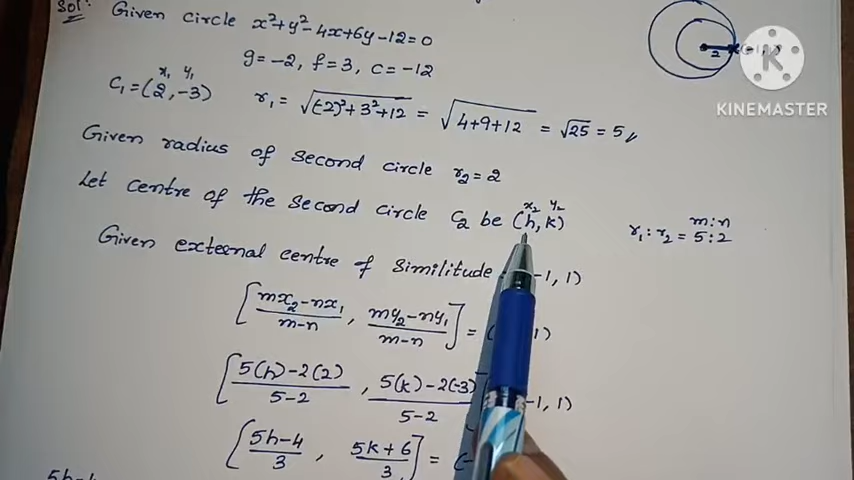 Sol:
Given circle x²+y²-4x+6y-12=0
g=-2, f=3, c=-12
x₁ y₁
C₁=(2,-3) r₁ = √(-2)²+3²+12 = √4+9+12 = √25 = 5
Given radius of second circle r₂=2
Let centre of the second circle C₂ be (h,k)
x₂ y₂
m:n
r₁:r₂ = 5:2
Given external centre of similitude -1, 1)
[mx₂-nx₁/m-n, my₂-ny₁/m-n] = ( 1)
[5(h)-2(2)/5-2, 5(k)-2(-3)/5-2 -1, 1)
[5h-4/3, 5k+6/3] = (-
5h-4
2
KINEMASTER